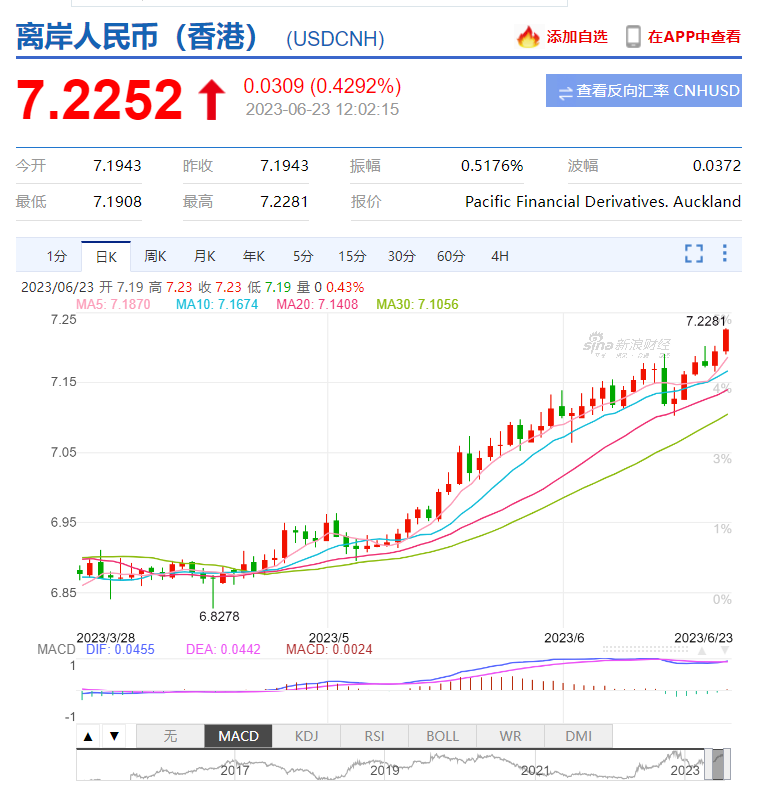 离岸人民币（香港） (USDCNH) 添加自选 在APP中查看
7.2252 0.0309 (0.4292%) 查看反向汇率 CNHUSD
2023-06-23 12:02:15
今开 7.1943 昨收 7.1943 振幅 0.5176% 波幅 0.0372
最低 7.1908 最高 7.2281 报价 Pacific Financial Derivatives. Auckland
1分 日K 周K 月K 年K 5分 15分 30分 60分 4H
2023/06/23 开 7.19 高 7.23 收 7.23 低 7.19 量 0 0.43%
MA5: 7.1870 MA10: 7.1674 MA20: 7.1408 MA30: 7.1056
7.25 7.2281
sina 新浪财经
7.15 4%
7.05 3%
6.95 1%
6.85 0%
6.8278
2023/3/28 2023/5 2023/6 2023/6/23
MACD DIF: 0.0455 DEA: 0.0442 MACD: 0.0024
1
-1
▲ ▼ 无 MACD KDJ RSI BOLL WR DMI
2017 2019 2021 2023